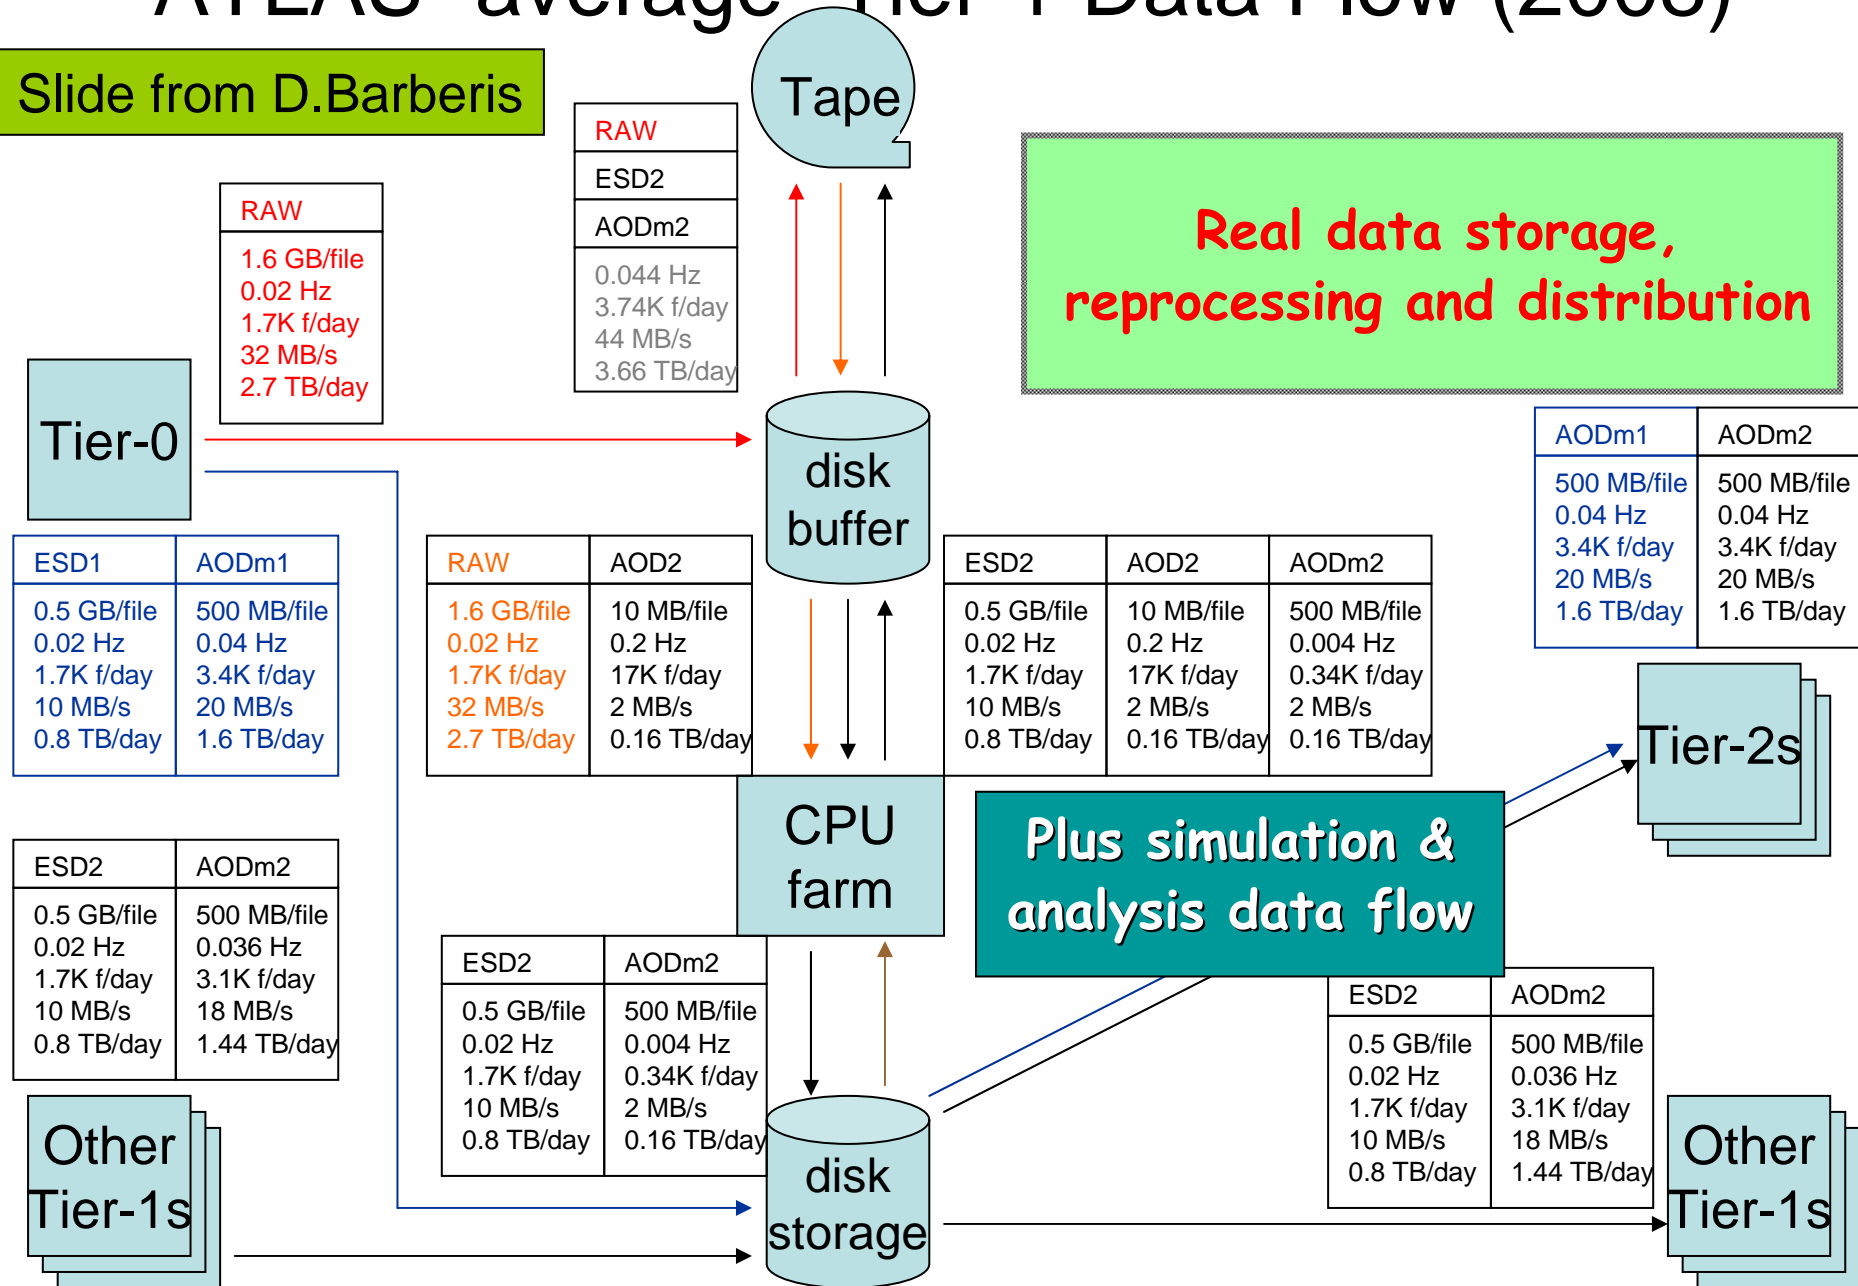 ATLAS "average" Tier-1 Data Flow (2008)
Slide from D.Barberis
Tape
RAW
ESD2
AODm2
0.044 Hz
3.74K f/day
44 MB/s
3.66 TB/day
RAW
1.6 GB/file
0.02 Hz
1.7K f/day
32 MB/s
2.7 TB/day
Real data storage,
reprocessing and distribution
Tier-0
disk
buffer
AODm1
500 MB/file
0.04 Hz
3.4K f/day
20 MB/s
1.6 TB/day
AODm2
500 MB/file
0.04 Hz
3.4K f/day
20 MB/s
1.6 TB/day
ESD1
0.5 GB/file
0.02 Hz
1.7K f/day
10 MB/s
0.8 TB/day
AODm1
500 MB/file
0.04 Hz
3.4K f/day
20 MB/s
1.6 TB/day
RAW
1.6 GB/file
0.02 Hz
1.7K f/day
32 MB/s
2.7 TB/day
AOD2
10 MB/file
0.2 Hz
17K f/day
2 MB/s
0.16 TB/day
ESD2
0.5 GB/file
0.02 Hz
1.7K f/day
10 MB/s
0.8 TB/day
AOD2
10 MB/file
0.2 Hz
17K f/day
2 MB/s
0.16 TB/day
AODm2
500 MB/file
0.004 Hz
0.34K f/day
2 MB/s
0.16 TB/day
Tier-2s
CPU
farm
Plus simulation &
analysis data flow
ESD2
0.5 GB/file
0.02 Hz
1.7K f/day
10 MB/s
0.8 TB/day
AODm2
500 MB/file
0.036 Hz
3.1K f/day
18 MB/s
1.44 TB/day
ESD2
0.5 GB/file
0.02 Hz
1.7K f/day
10 MB/s
0.8 TB/day
AODm2
500 MB/file
0.004 Hz
0.34K f/day
2 MB/s
0.16 TB/day
ESD2
0.5 GB/file
0.02 Hz
1.7K f/day
10 MB/s
0.8 TB/day
AODm2
500 MB/file
0.036 Hz
3.1K f/day
18 MB/s
1.44 TB/day
Other
Tier-1s
disk
storage
Other
Tier-1s